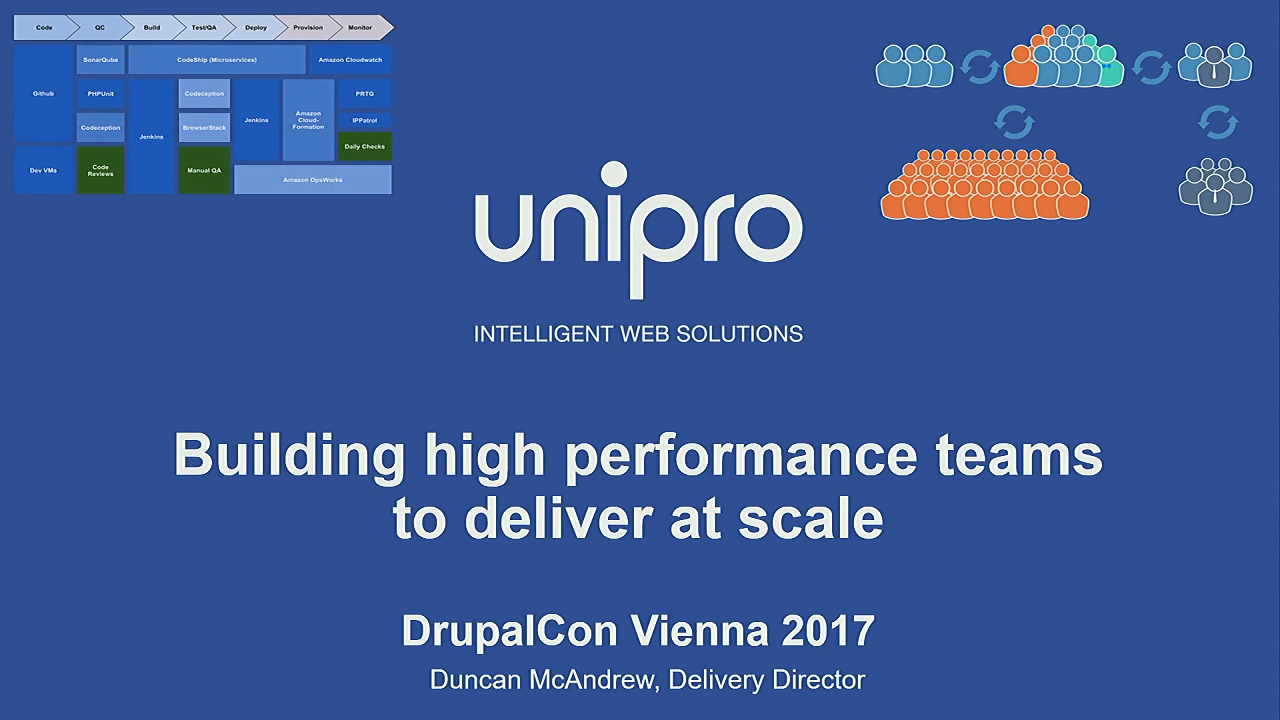 Code QC Build Test/QA Deploy Provision Monitor
SonarQube CodeShip (Microservices) Amazon Cloudwatch
Github PHPUnit Codeception PRTG
Jenkins Jenkins Amazon
Cloud-
Formation
Codeception BrowserStack IPPatrol
Daily Checks
Dev VMs Code
Reviews
Manual QA
Amazon OpsWorks
unipro
INTELLIGENT WEB SOLUTIONS
Building high performance teams
to deliver at scale
DrupalCon Vienna 2017
Duncan McAndrew, Delivery Director